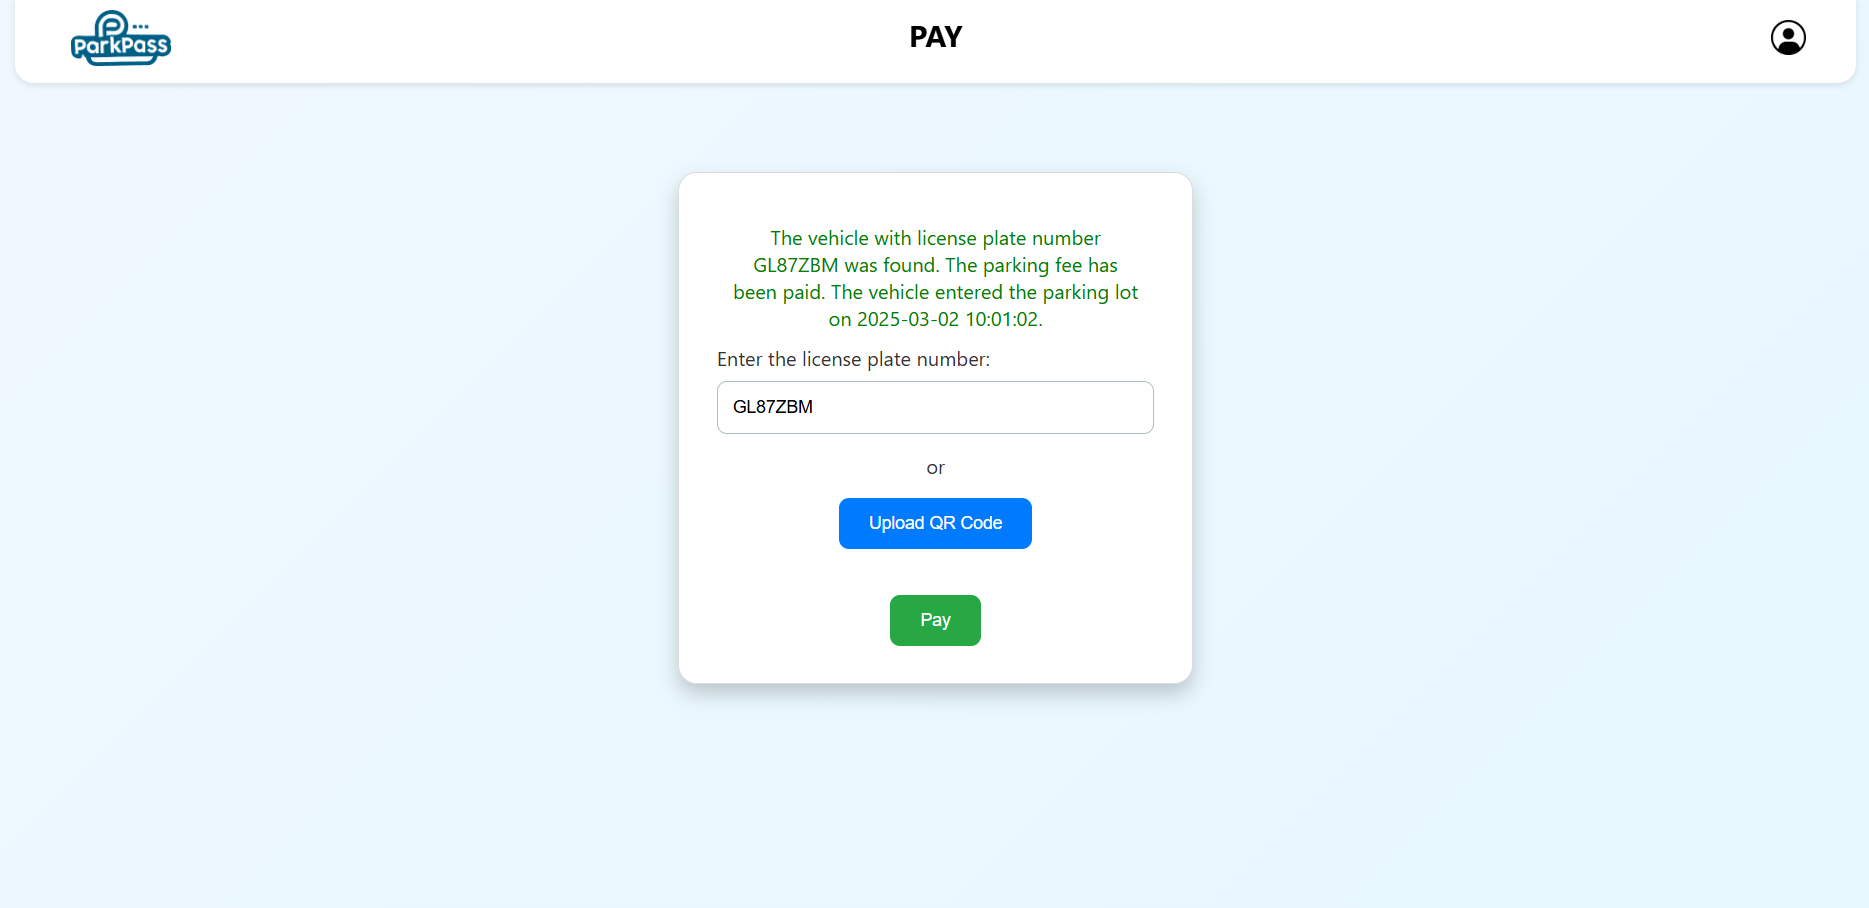 ParkPass
PAY
The vehicle with license plate number
GL87ZBM was found. The parking fee has
been paid. The vehicle entered the parking lot
on 2025-03-02 10:01:02.
Enter the license plate number:
GL87ZBM
or
Upload QR Code
Pay